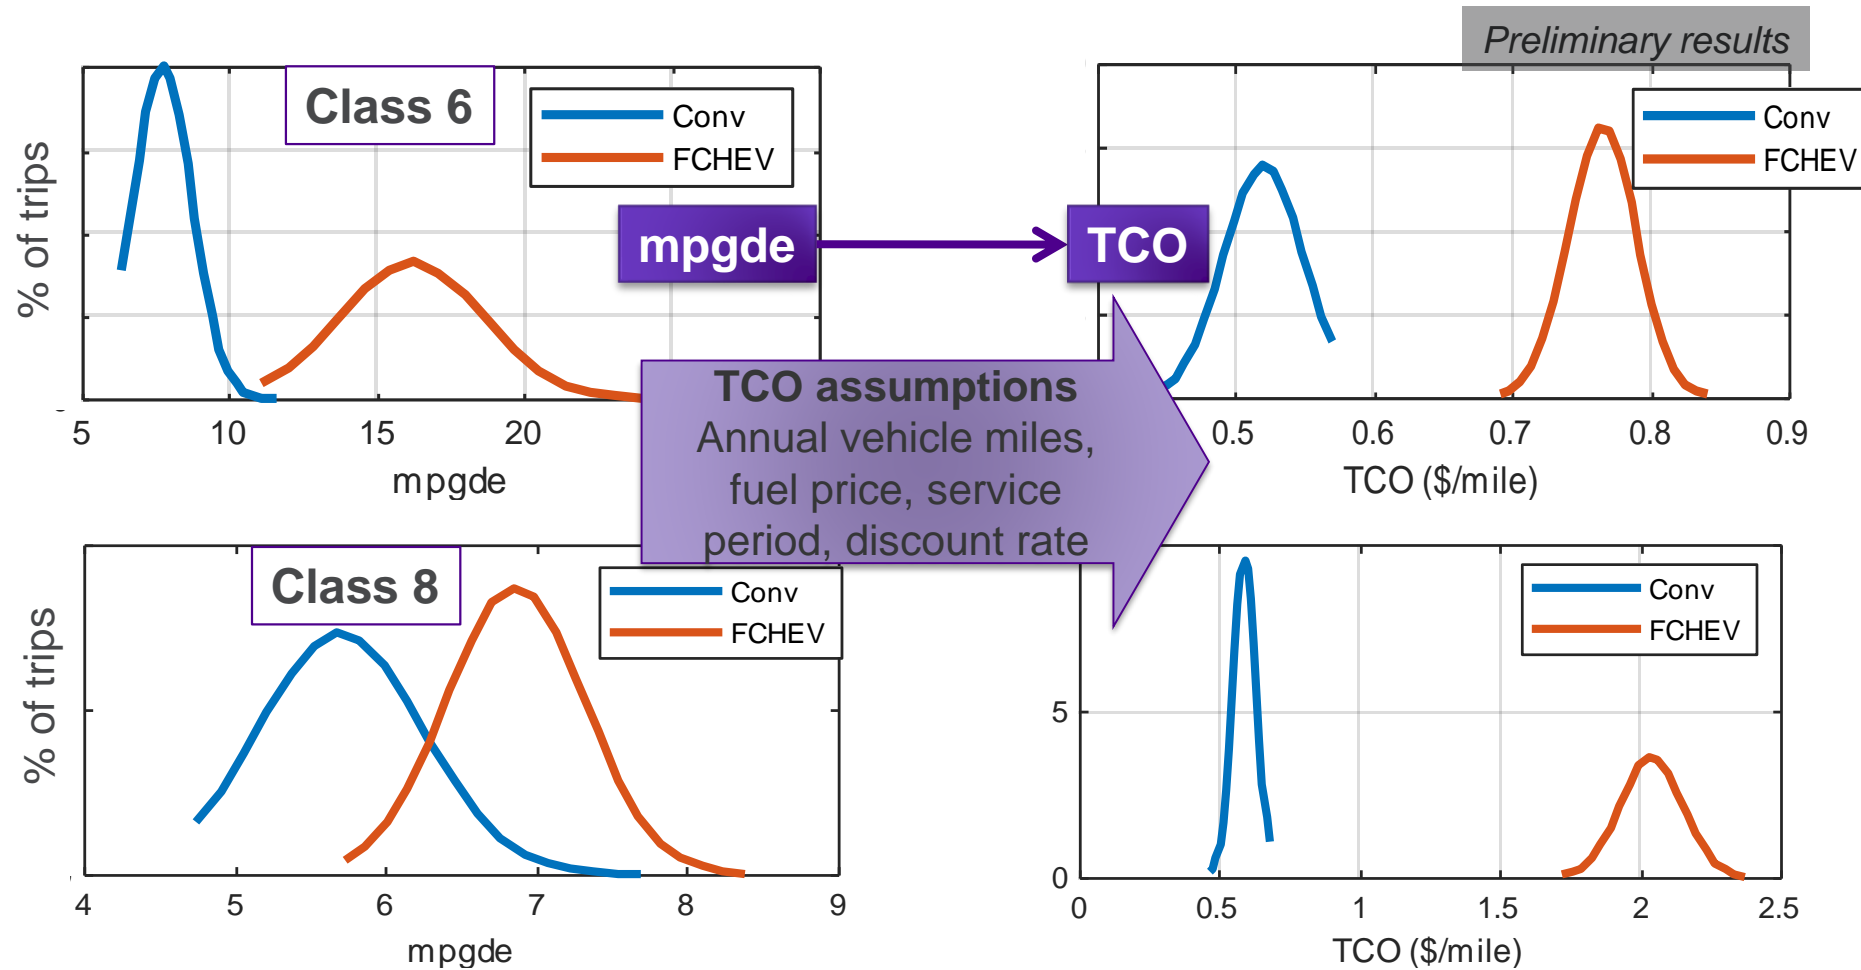 Preliminary results
Class 6
Conv
FCHEV
% of trips
5
10
15
20
mpgde
mpgde
TCO
Conv
FCHEV
0.5
0.6
0.7
0.8
0.9
TCO ($/mile)
TCO assumptions
Annual vehicle miles,
fuel price, service
period, discount rate
Class 8
Conv
FCHEV
% of trips
4
5
6
7
8
9
mpgde
Conv
FCHEV
5
0
0
0.5
1
1.5
2
2.5
TCO ($/mile)